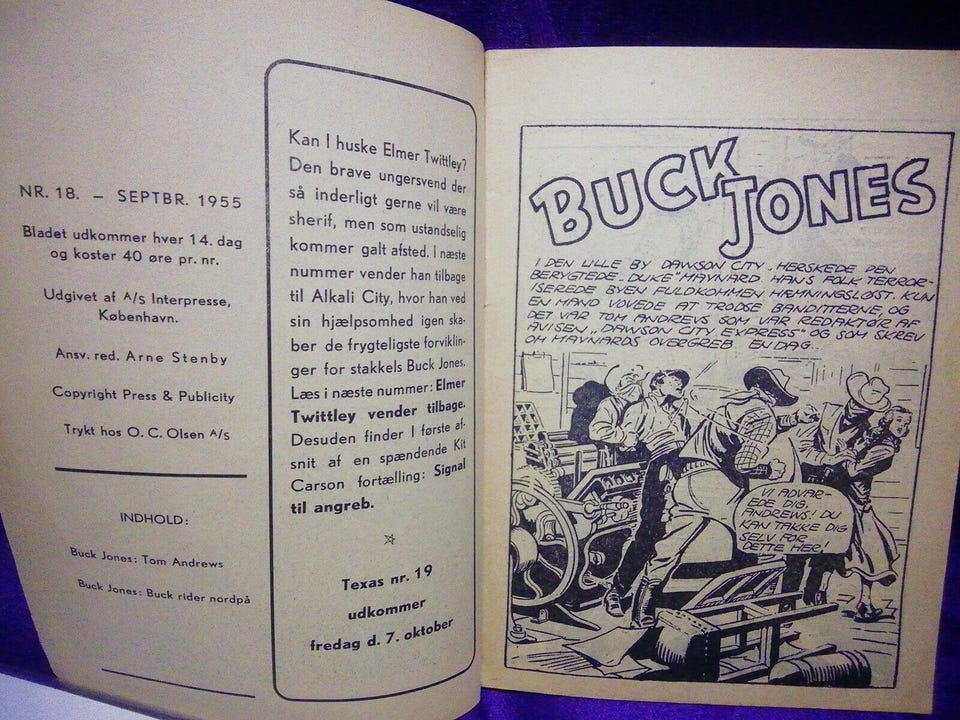 NR. 18. – SEPTBR. 1955
Bladet udkommer hver 14. dag
og koster 40 øre pr. nr.
Udgivet af A/S Interpresse,
København.
Ansv. red. Arne Stenby
Copyright Press & Publicity
Trykt hos O. C. Olsen A/S
INDHOLD:
Buck Jones: Tom Andrews
Buck Jones: Buck rider nordpå
Kan I huske Elmer Twittley?
Den brave ungersvend der
så inderligt gerne vil være
sherif, men som ustandselig
kommer galt afsted. I næste
nummer vender han tilbage
til Alkali City, hvor han ved
sin hjælpsomhed igen ska-
ber de frygteligste forviklin-
ger for stakkels Buck Jones.
Læs i næste nummer: Elmer
Twittley vender tilbage.
Desuden finder I første af-
snit af en spændende Kit
Carson fortælling: Signal
til angreb.
Texas nr. 19
udkommer
fredag d. 7. oktober
BUCK
JONES
I DEN LILLE BY DAWSON CITY HERSKEDE DEN
BERYGTEDE „DUKE" MAYNARD. HANS FOLK TERROR-
ISEREDE BYEN FULDKOMMEN HÆMNINGSLØST. KUN
EN MAND VOVEDE AT TRODSE BANDITTERNE, OG
DET VAR TOM ANDREWS SOM VAR REDAKTØR AF
AVISEN „DAWSON CITY EXPRESS" OG SOM SKREV
OM MAYNARDS OVERGREB. EN DAG
VI ADVAR-
EDE DIG,
ANDREWS! DU
KAN TAKKE DIG
SELV FOR
DETTE HER!